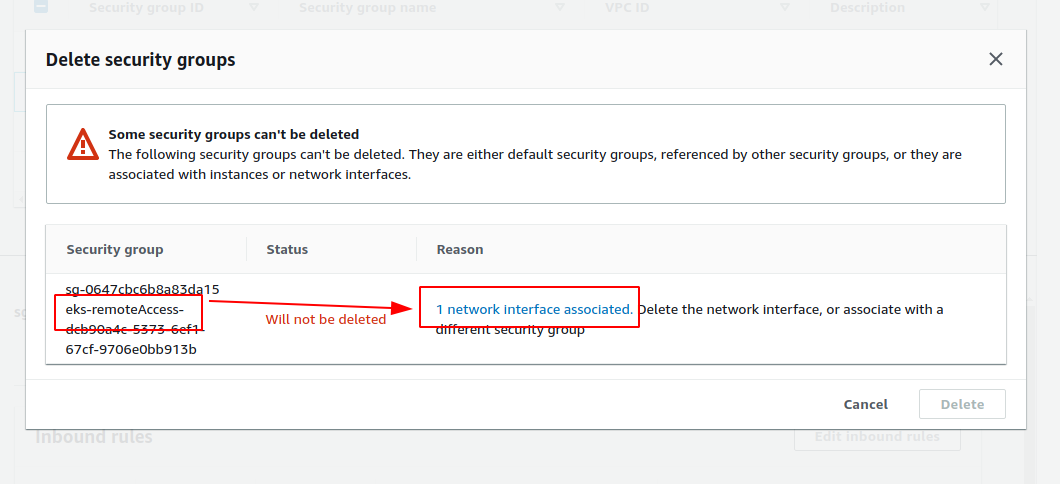 Security group ID Security group name VPC ID Description
Delete security groups
Some security groups can't be deleted
The following security groups can't be deleted. They are either default security groups, referenced by other security groups, or they are
associated with instances or network interfaces.
Security group Status Reason
sg-0647cbc6b8a83da15
eks-remoteAccess-
dcb90a4c-5373-6ef1-
67cf-9706e0bb913b
Will not be deleted
1 network interface associated. Delete the network interface, or associate with a
different security group
Cancel Delete
Inbound rules Edit inbound rules